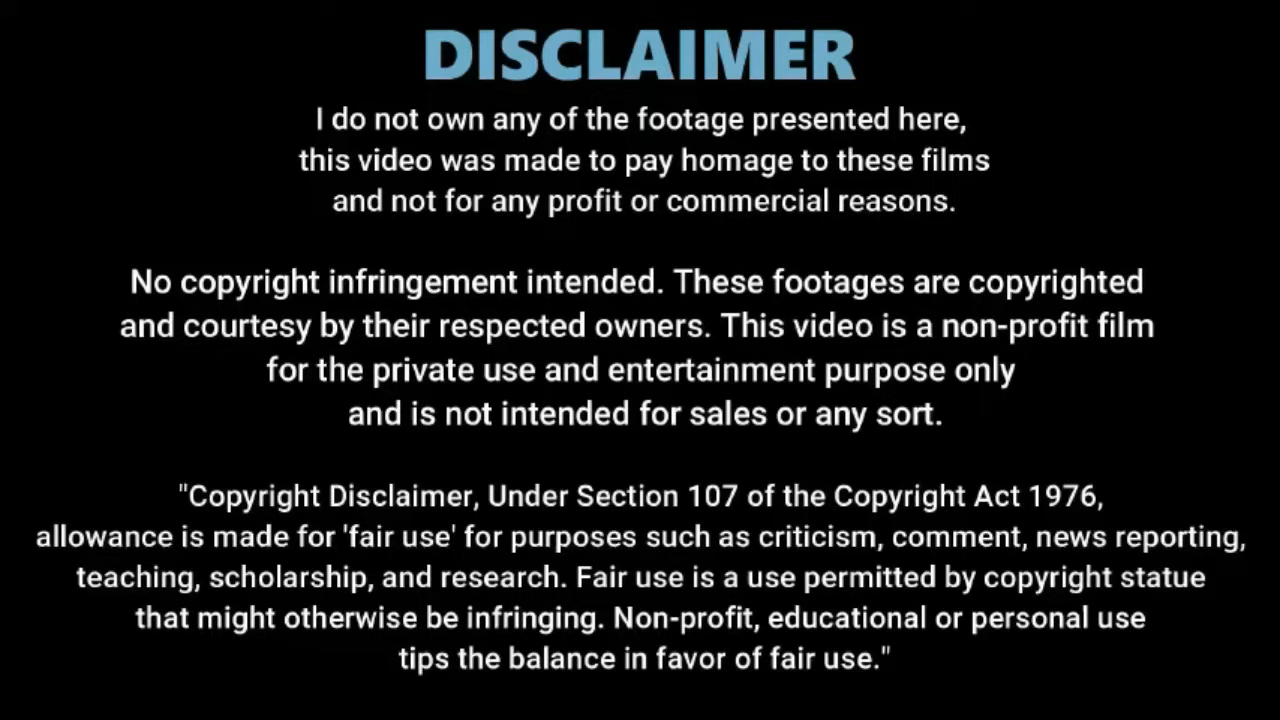 DISCLAIMER
I do not own any of the footage presented here,
this video was made to pay homage to these films
and not for any profit or commercial reasons.
No copyright infringement intended. These footages are copyrighted
and courtesy by their respected owners. This video is a non-profit film
for the private use and entertainment purpose only
and is not intended for sales or any sort.
"Copyright Disclaimer, Under Section 107 of the Copyright Act 1976,
allowance is made for 'fair use' for purposes such as criticism, comment, news reporting,
teaching, scholarship, and research. Fair use is a use permitted by copyright statue
that might otherwise be infringing. Non-profit, educational or personal use
tips the balance in favor of fair use."